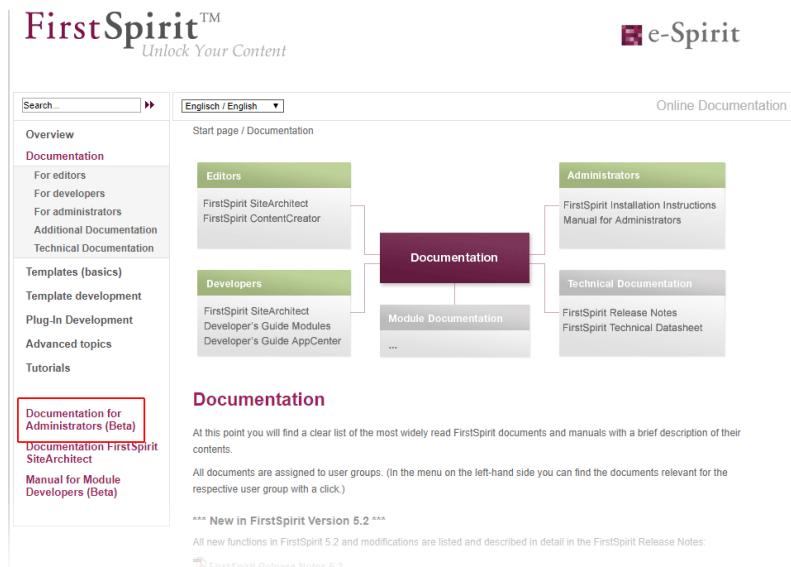 FirstSpirit™
Unlock Your Content
e-Spirit
Search...
Englisch / English
Online Documentation
Overview
Documentation
For editors
For developers
For administrators
Additional Documentation
Technical Documentation
Templates (basics)
Template development
Plug-In Development
Advanced topics
Tutorials
Documentation for
Administrators (Beta)
Documentation FirstSpirit
SiteArchitect
Manual for Module
Developers (Beta)
Start page / Documentation
Editors
FirstSpirit SiteArchitect
FirstSpirit ContentCreator
Administrators
FirstSpirit Installation Instructions
Manual for Administrators
Documentation
Developers
FirstSpirit SiteArchitect
Developer's Guide Modules
Developer's Guide AppCenter
Module Documentation
...
Technical Documentation
FirstSpirit Release Notes
FirstSpirit Technical Datasheet
Documentation
At this point you will find a clear list of the most widely read FirstSpirit documents and manuals with a brief description of their
contents.
All documents are assigned to user groups. (In the menu on the left-hand side you can find the documents relevant for the
respective user group with a click.)
*** New in FirstSpirit Version 5.2 ***
All new functions in FirstSpirit 5.2 and modifications are listed and described in detail in the FirstSpirit Release Notes:
FirstSpirit Release Notes 5.2